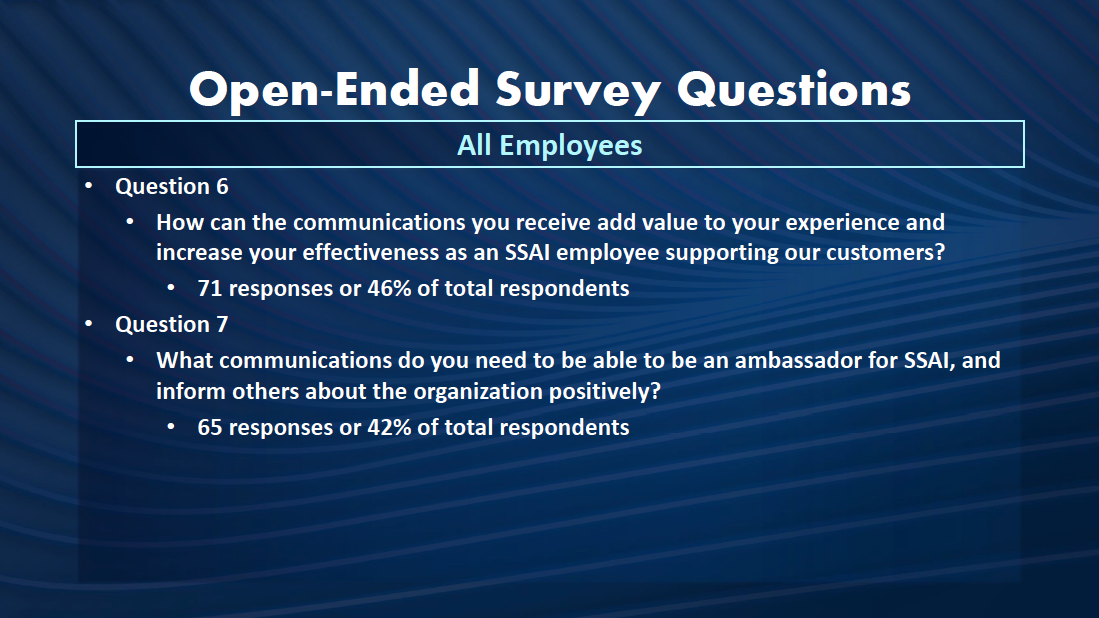 Open-Ended Survey Questions
All Employees
• Question 6
• How can the communications you receive add value to your experience and
increase your effectiveness as an SSAI employee supporting our customers?
• 71 responses or 46% of total respondents
• Question 7
• What communications do you need to be able to be an ambassador for SSAI, and
inform others about the organization positively?
• 65 responses or 42% of total respondents